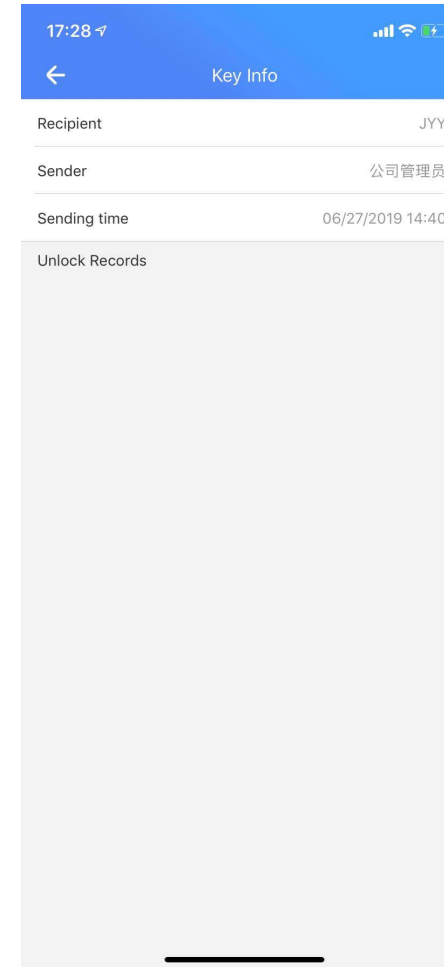 17:28
Key Info
Recipient JYY
Sender 公司管理员
Sending time 06/27/2019 14:40
Unlock Records